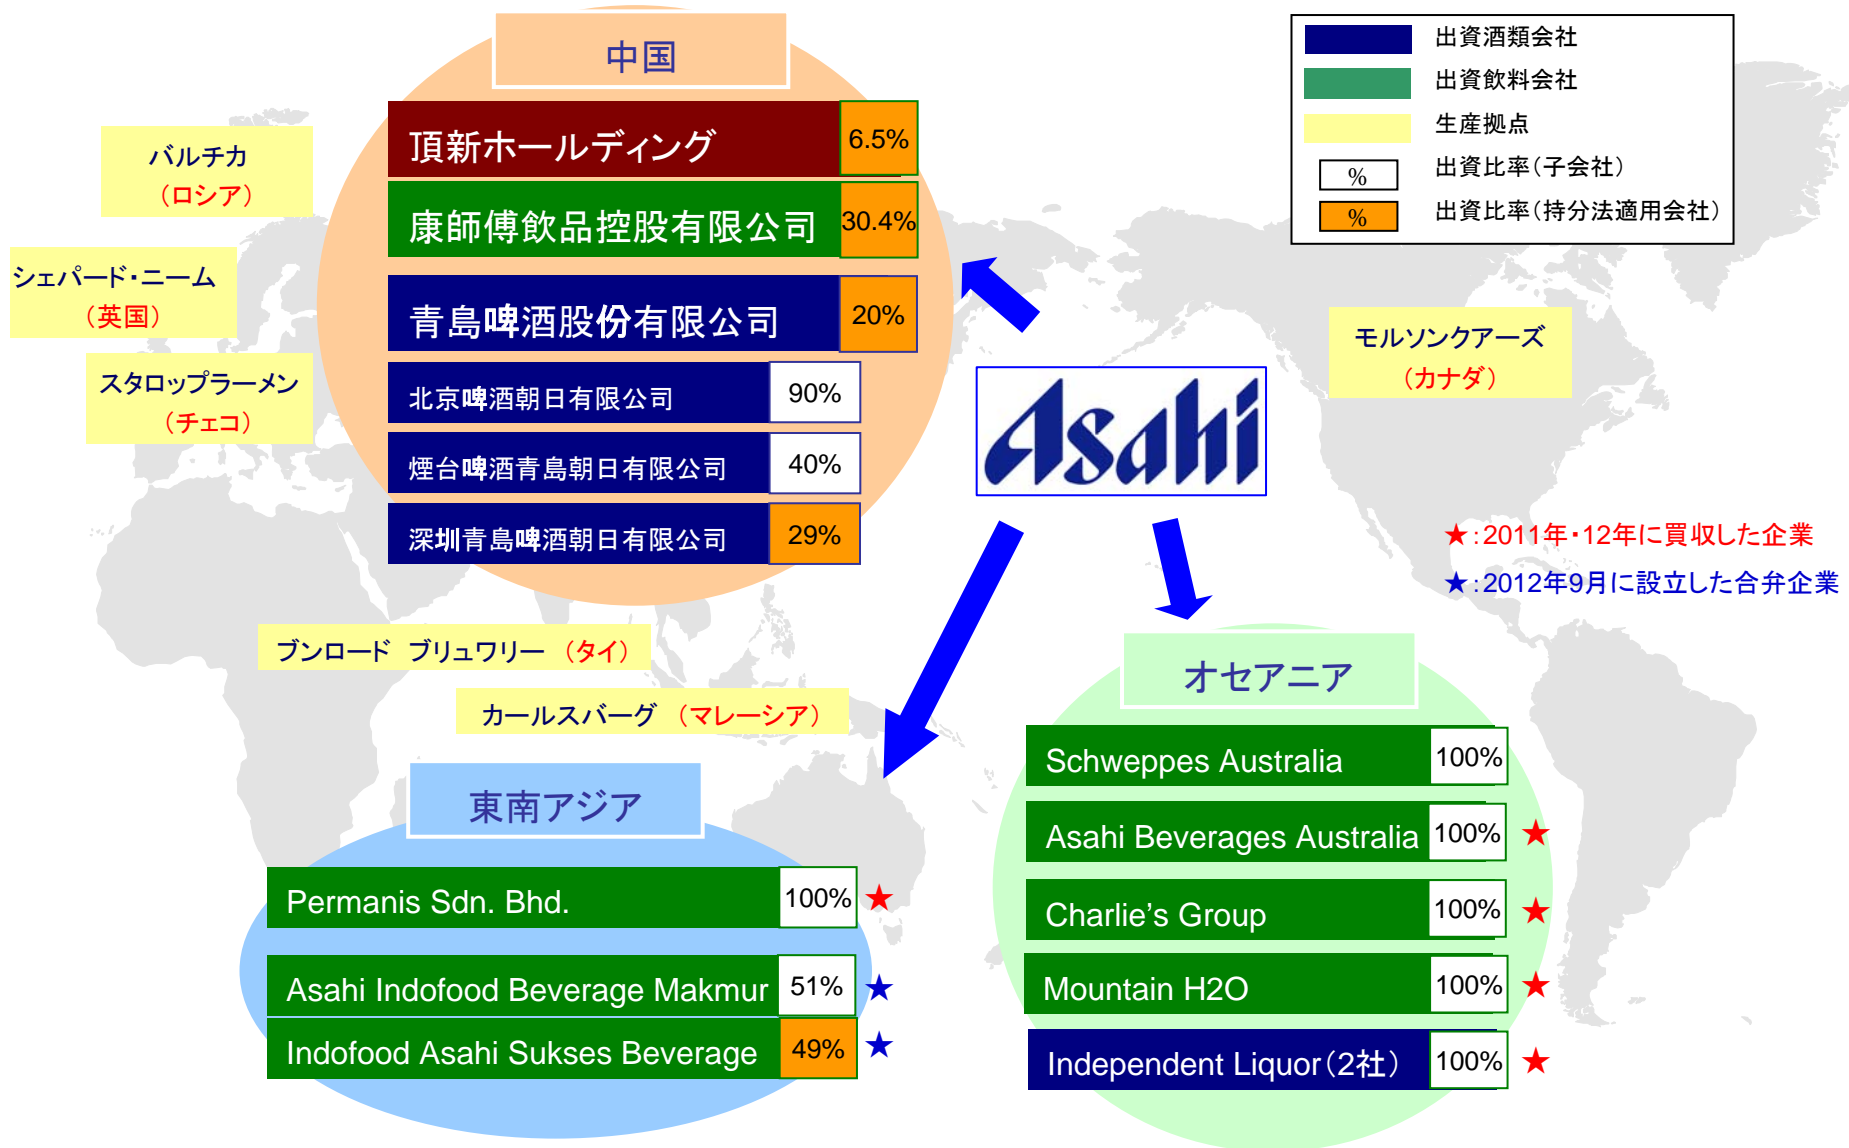 中国
頂新ホールディング
6.5%
康師傅飲品控股有限公司
30.4%
青島啤酒股份有限公司
20%
北京啤酒朝日有限公司
90%
煙台啤酒青島朝日有限公司
40%
深圳青島啤酒朝日有限公司
29%
出資酒類会社
出資飲料会社
生産拠点
% 出資比率(子会社)
% 出資比率(持分法適用会社)
バルチカ
(ロシア)
シェパード・ニーム
(英国)
スタロップラーメン
(チェコ)
モルソンクアーズ
(カナダ)
Asahi
★:2011年・12年に買収した企業
★:2012年9月に設立した合弁企業
ブンロード ブリュワリー (タイ)
カールスバーグ (マレーシア)
東南アジア
Permanis Sdn. Bhd.
100% ★
Asahi Indofood Beverage Makmur
51% ★
Indofood Asahi Sukses Beverage
49% ★
オセアニア
Schweppes Australia
100%
Asahi Beverages Australia
100% ★
Charlie's Group
100% ★
Mountain H2O
100% ★
Independent Liquor(2社)
100% ★